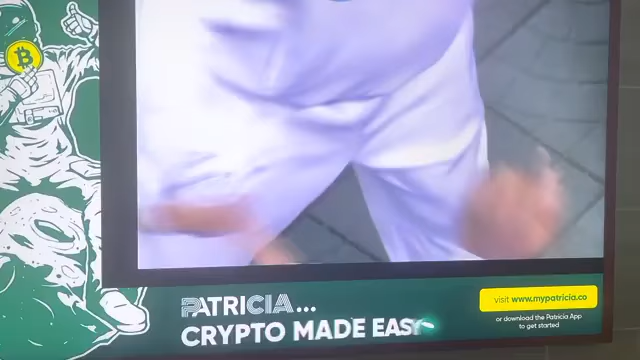 PATRICIA...
CRYPTO MADE EASY
visit www.mypatricia.co
or download the Patricia App
to get started